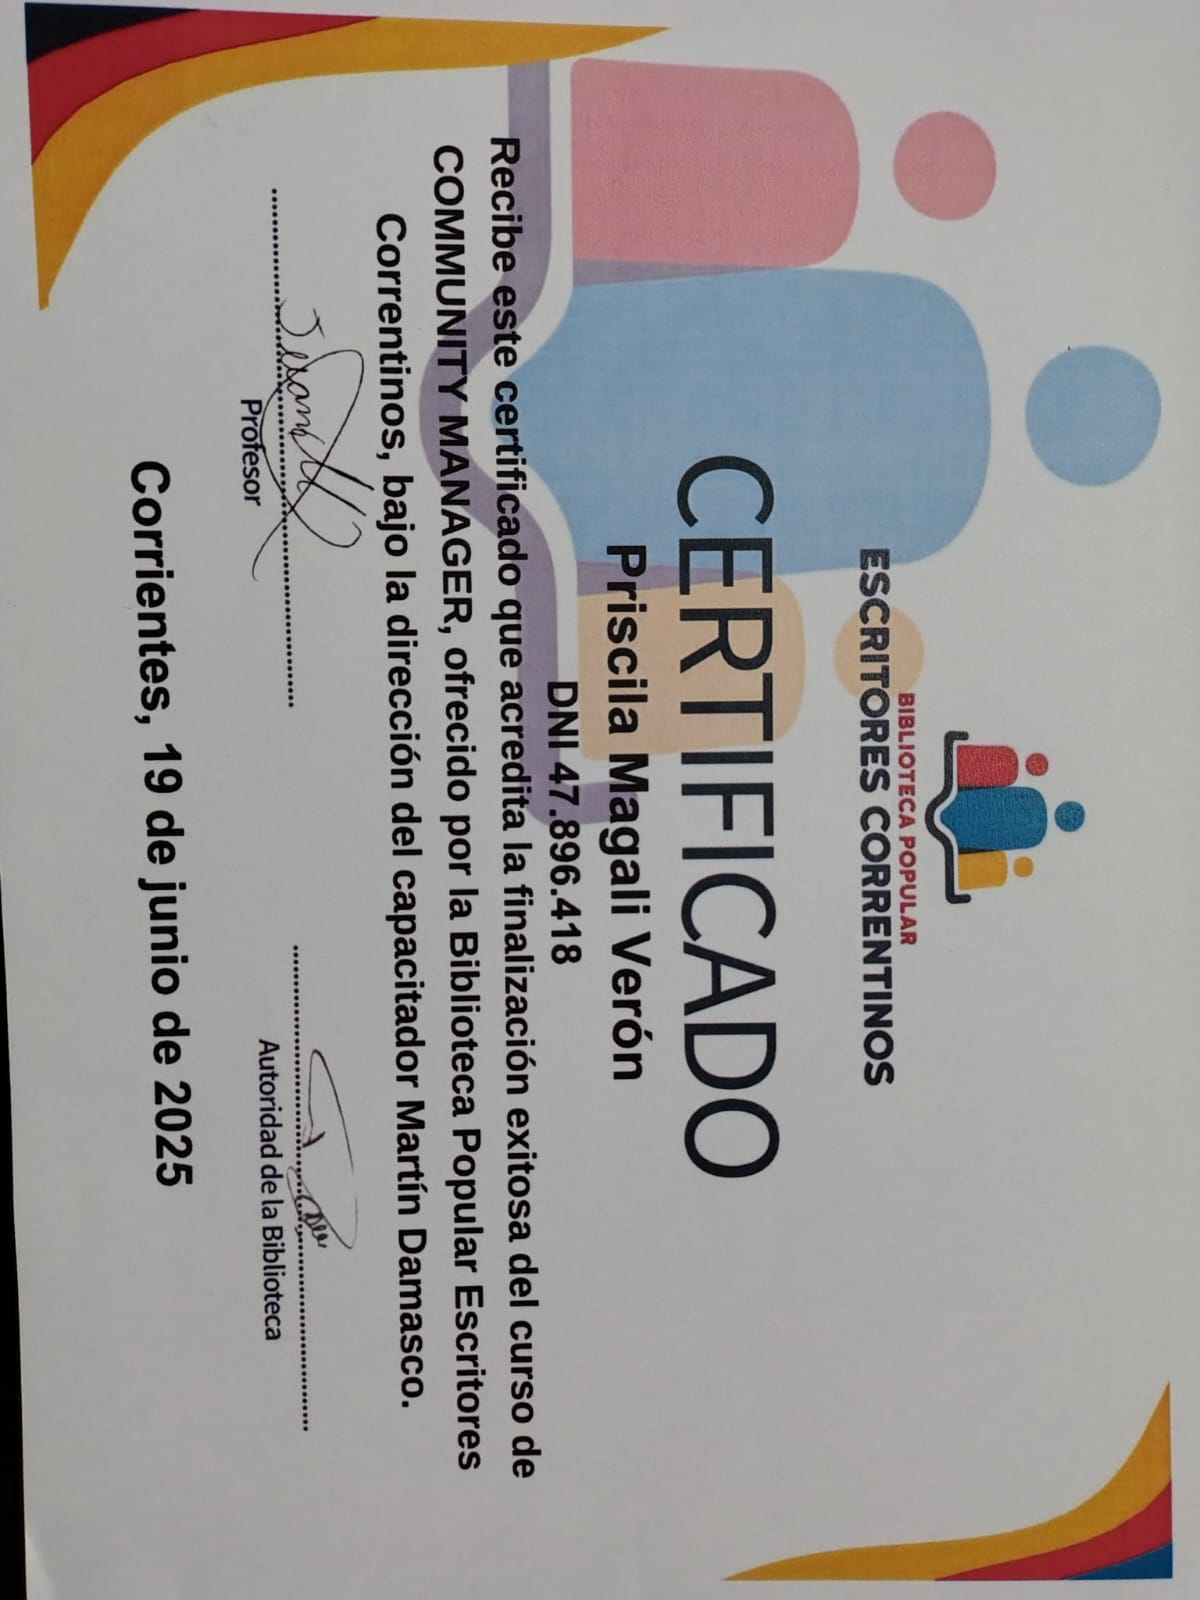 BIBLIOTECA POPULAR
ESCRITORES CORRENTINOS
CERTIFICADO
Priscila Magali Verón
DNI 47.896.418
Recibe este certificado que acredita la finalización exitosa del curso de
COMMUNITY MANAGER, ofrecido por la Biblioteca Popular Escritores
Correntinos, bajo la dirección del capacitador Martín Damasco.
Profesor
Autoridad de la Biblioteca
Corrientes, 19 de junio de 2025